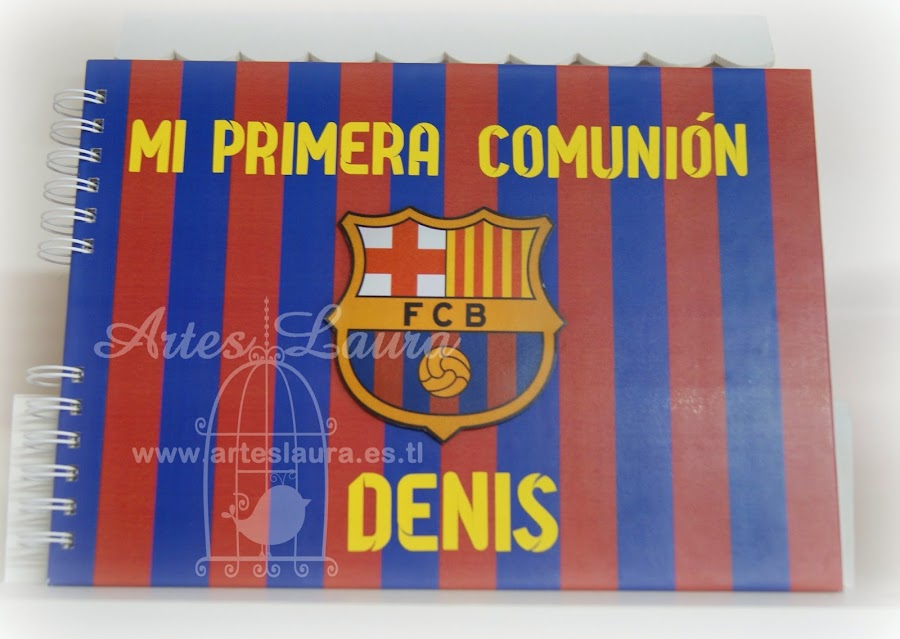 MI PRIMERA COMUNIÓN
FCB
Artes Laura
www.arteslaura.es.tl
DENIS